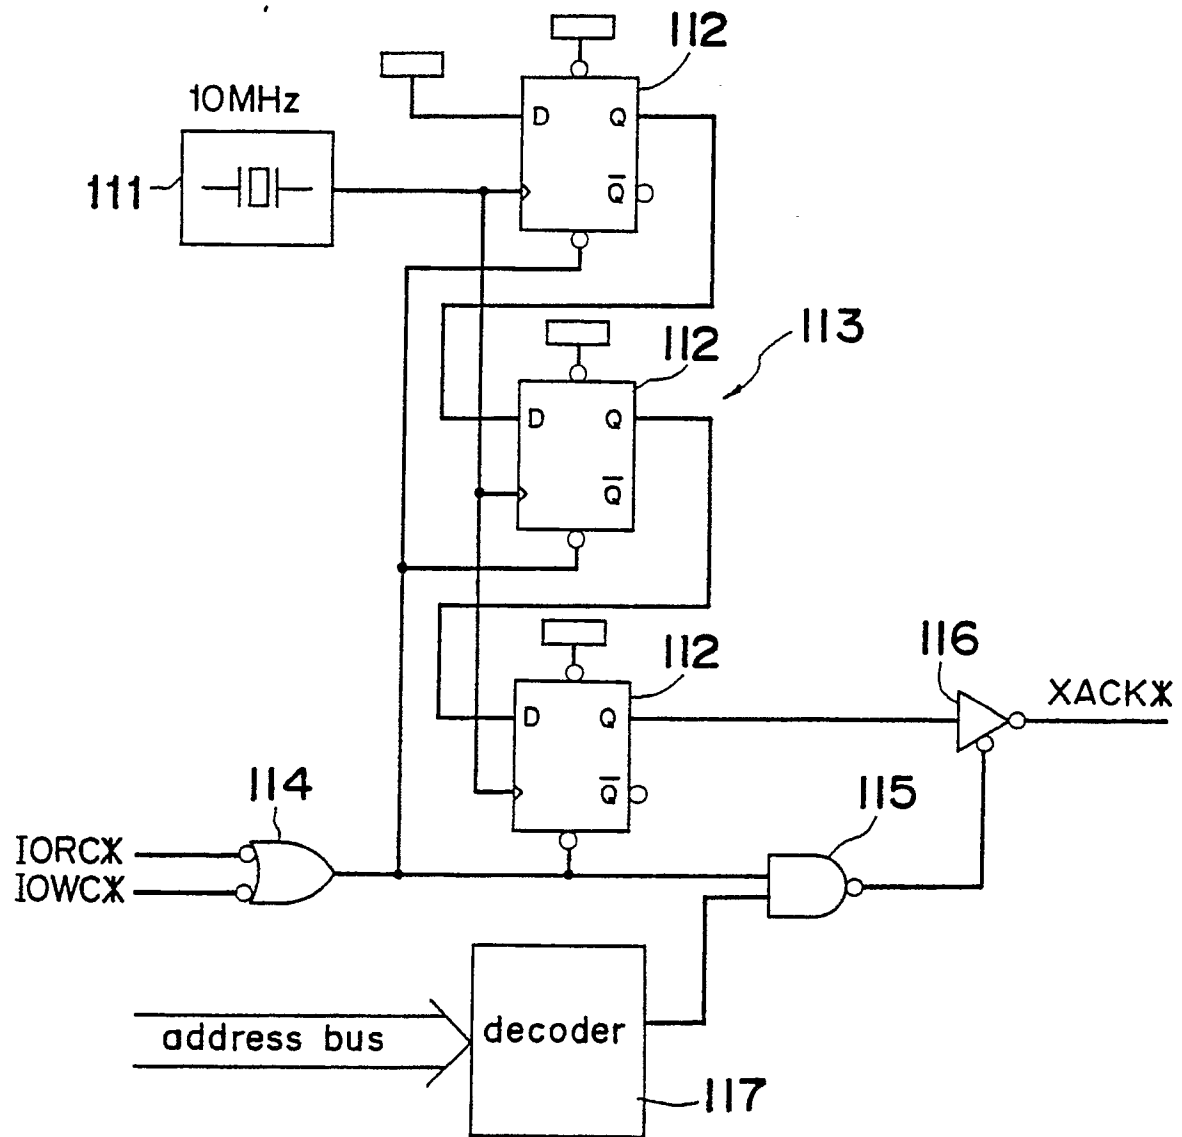 112
10MHz
111
D Q
Q̅
113
112
D Q
Q̅
112
D Q
Q̅
116
XACK*
114
115
IORC*
IOWC*
address bus
decoder
117